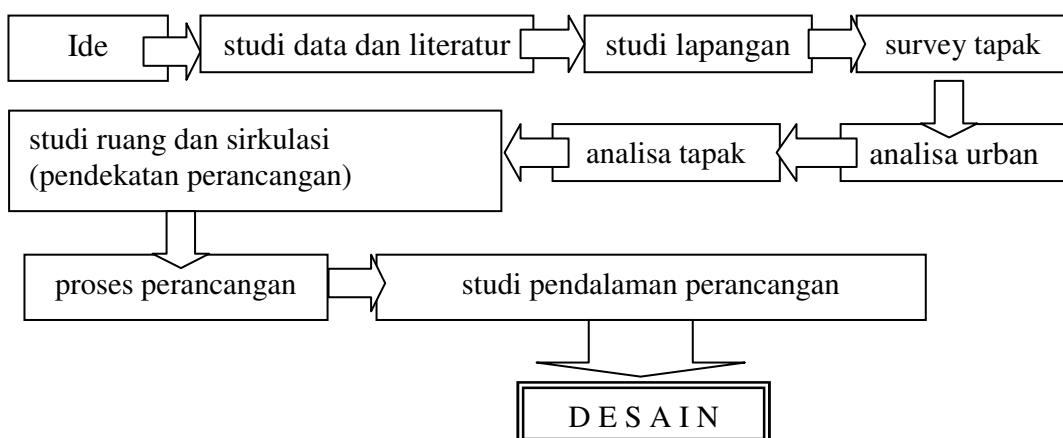 Ide
studi data dan literatur
studi lapangan
survey tapak
analisa urban
analisa tapak
studi ruang dan sirkulasi
(pendekatan perancangan)
proses perancangan
studi pendalaman perancangan
D E S A I N